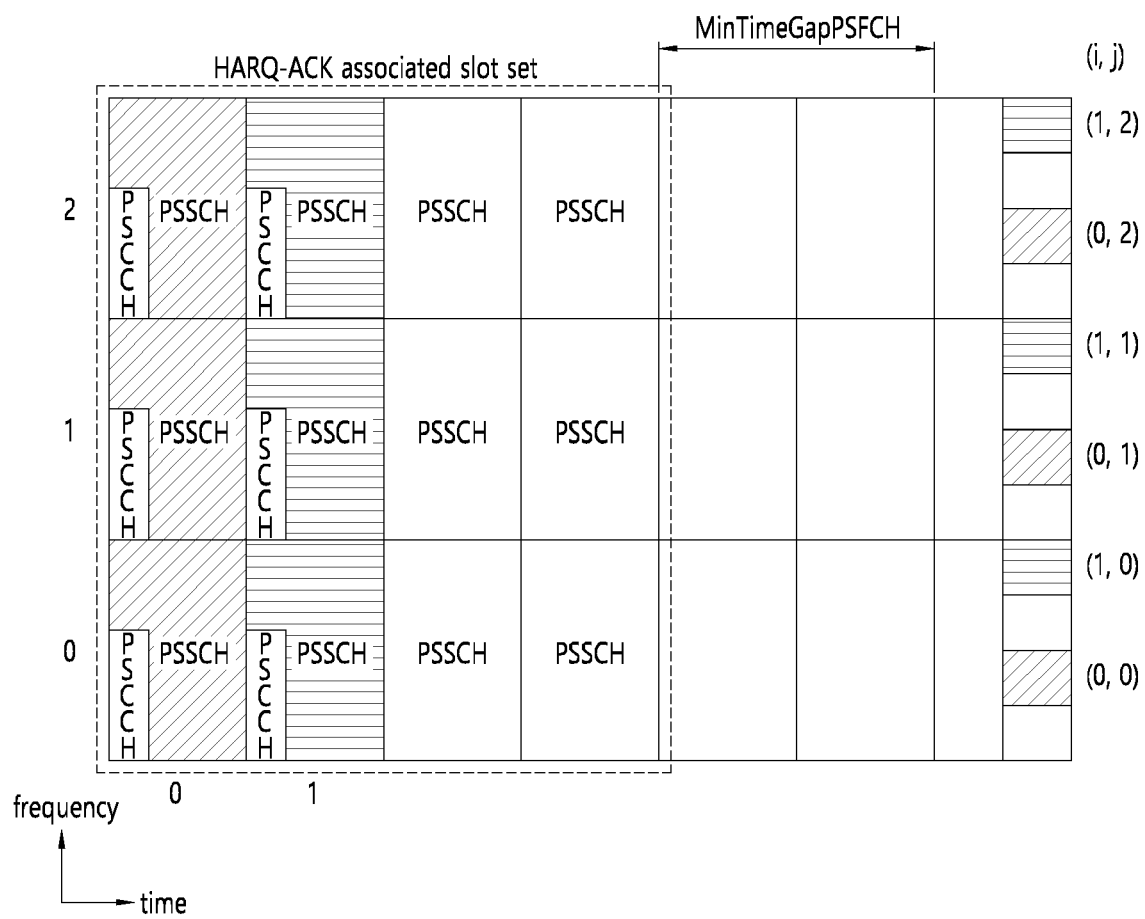 MinTimeGapPSFCH
HARQ-ACK associated slot set
(i, j)
(1, 2)
2
PSCCH
PSSCH
PSCCH
PSSCH
PSSCH
PSSCH
(0, 2)
(1, 1)
1
PSCCH
PSSCH
PSCCH
PSSCH
PSSCH
PSSCH
(0, 1)
(1, 0)
0
PSCCH
PSSCH
PSCCH
PSSCH
PSSCH
PSSCH
(0, 0)
0
1
frequency
time